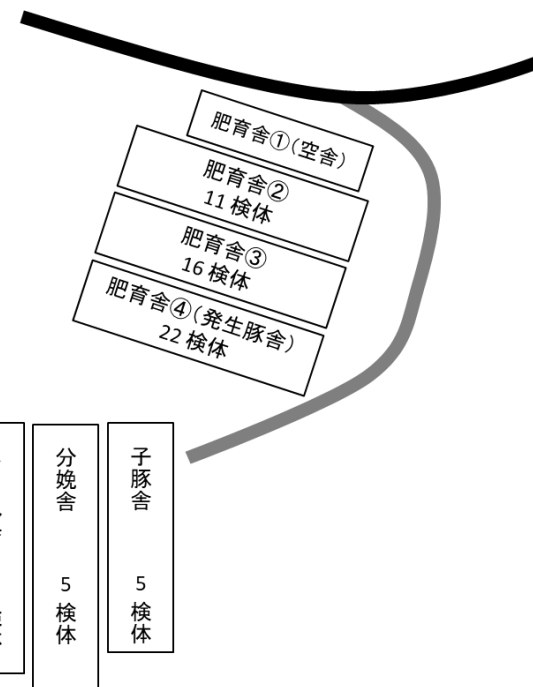 肥育舎①(空舎)
肥育舎②
11 検体
肥育舎③
16 検体
肥育舎④(発生豚舎)
22 検体
分娩舎 5 検体
子豚舎 5 検体